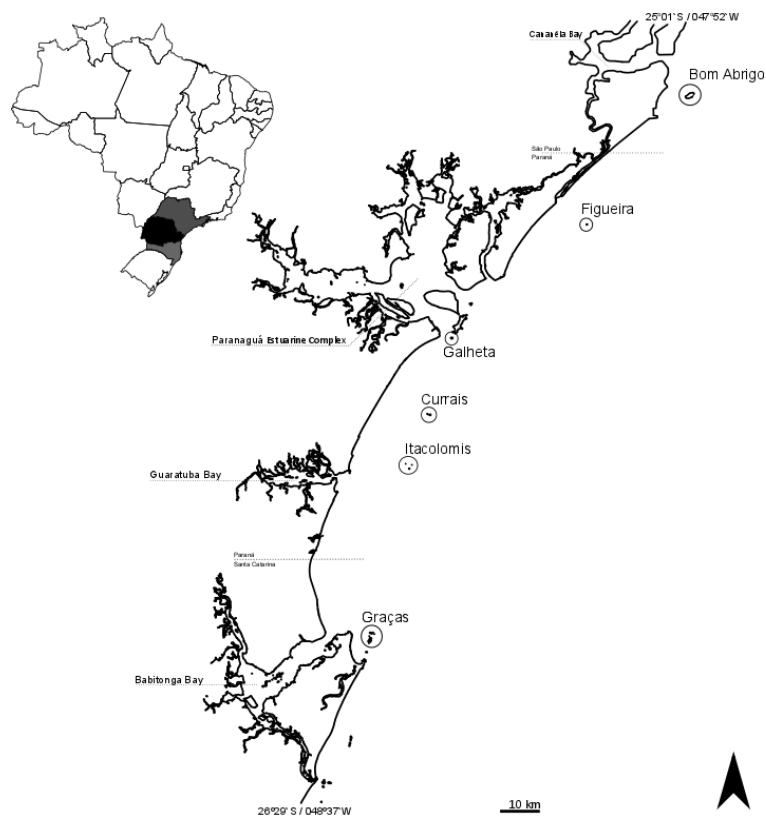 25°01' S / 047°52' W
Cananéia Bay
Bom Abrigo
São Paulo
Paraná
Figueira
Paranaguá Estuarine Complex
Galheta
Currais
Itacolomis
Guaratuba Bay
Paraná
Santa Catarina
Graças
Babitonga Bay
26°29' S / 048°37' W
10 km